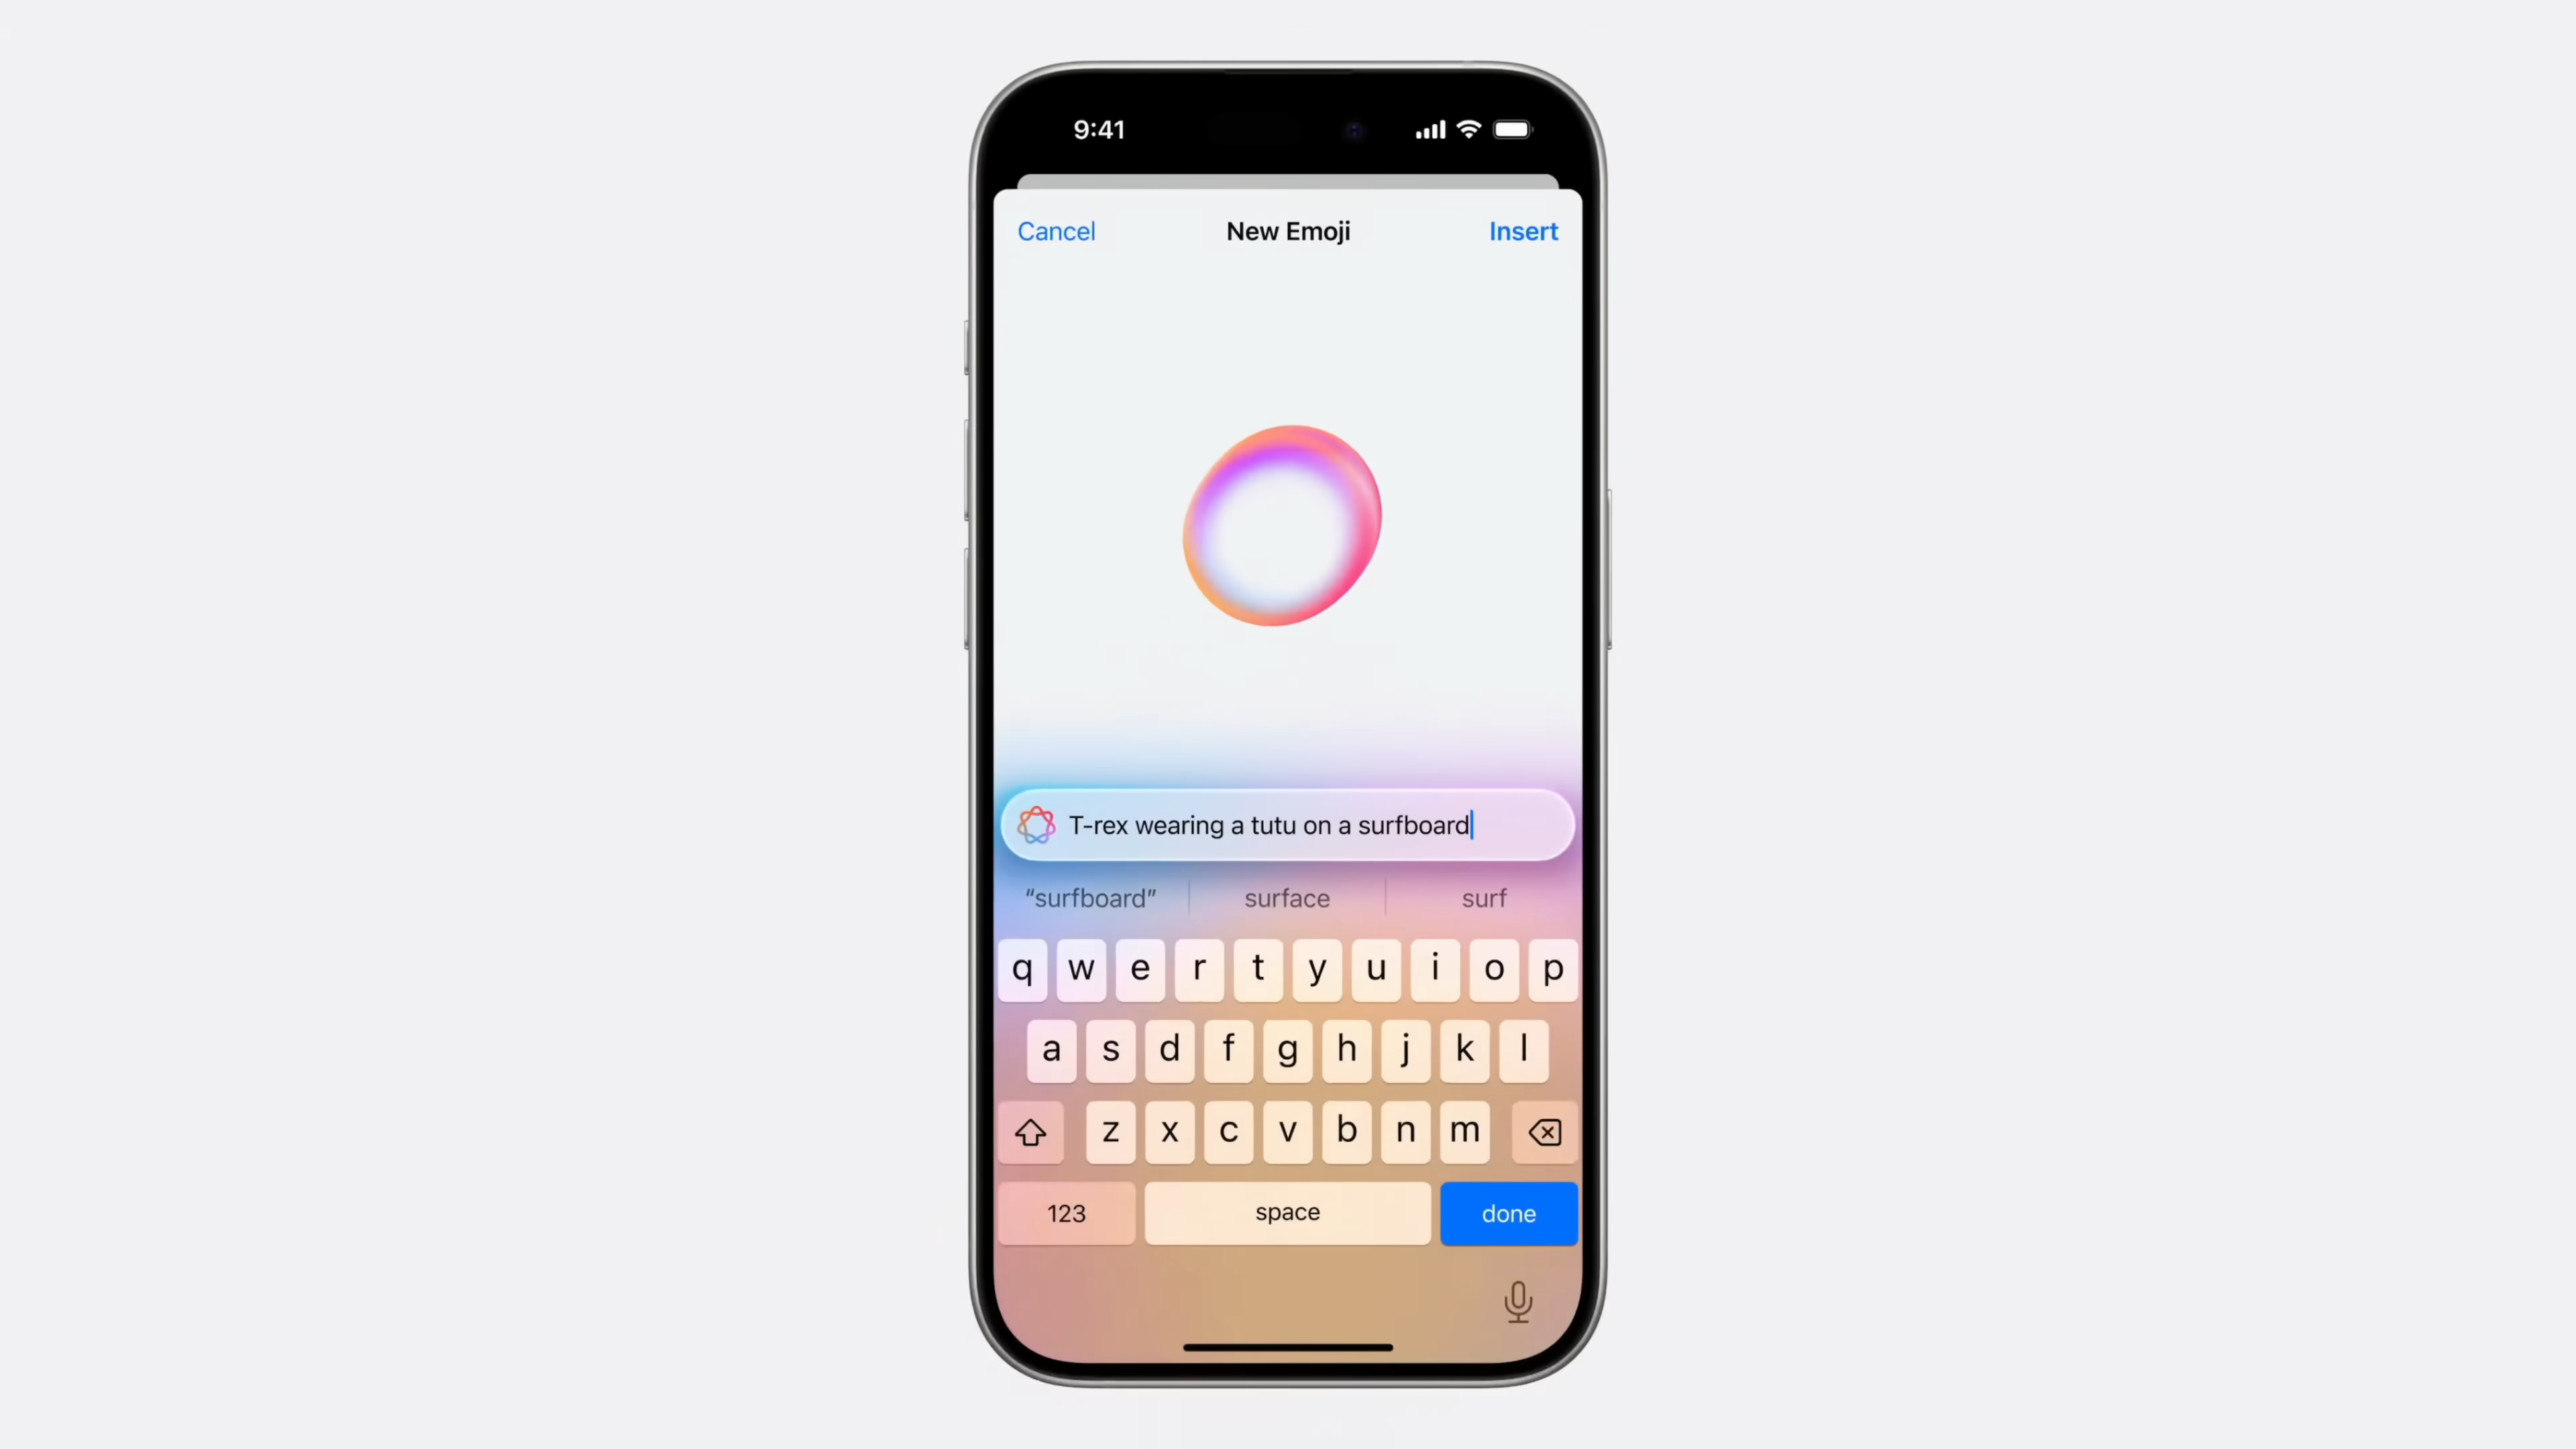 9:41
Cancel New Emoji Insert
T-rex wearing a tutu on a surfboard
“surfboard” surface surf
q w e r t y u i o p
a s d f g h j k l
z x c v b n m
123 space done